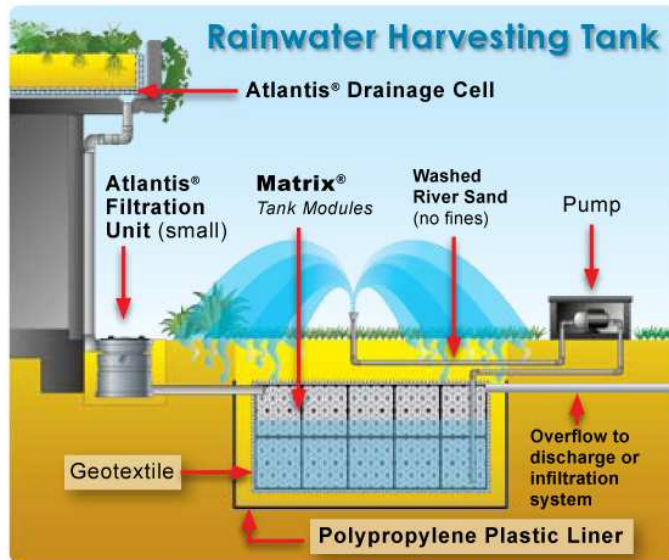 Rainwater Harvesting Tank
Atlantis® Drainage Cell
Atlantis®
Filtration
Unit (small)
Matrix®
Tank Modules
Washed
River Sand
(no fines)
Pump
Geotextile
Overflow to
discharge or
infiltration
system
Polypropylene Plastic Liner